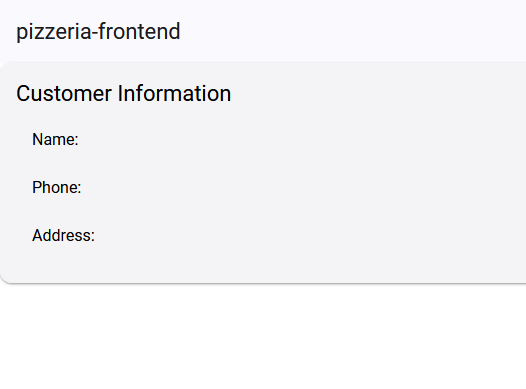 pizzeria-frontend
Customer Information
Name:
Phone:
Address: